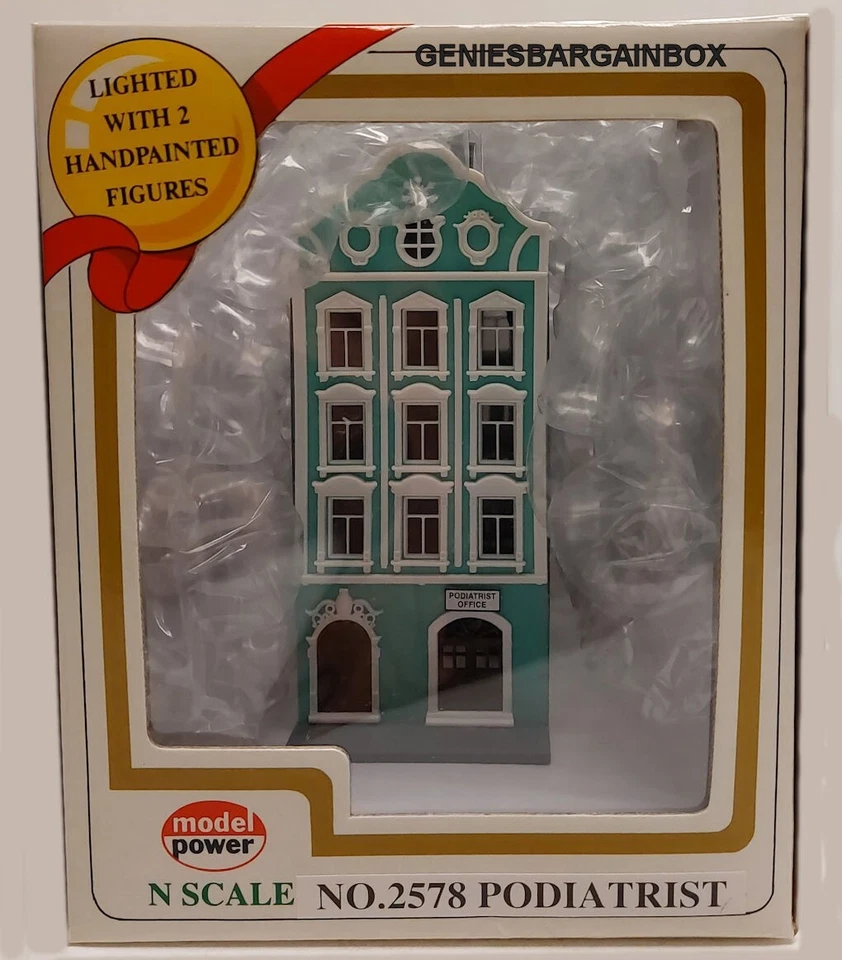 GENIESBARGAINBOX
LIGHTED
WITH 2
HANDPAINTED
FIGURES
PODIATRIST
OFFICE
model
power
N SCALE NO.2578 PODIATRIST